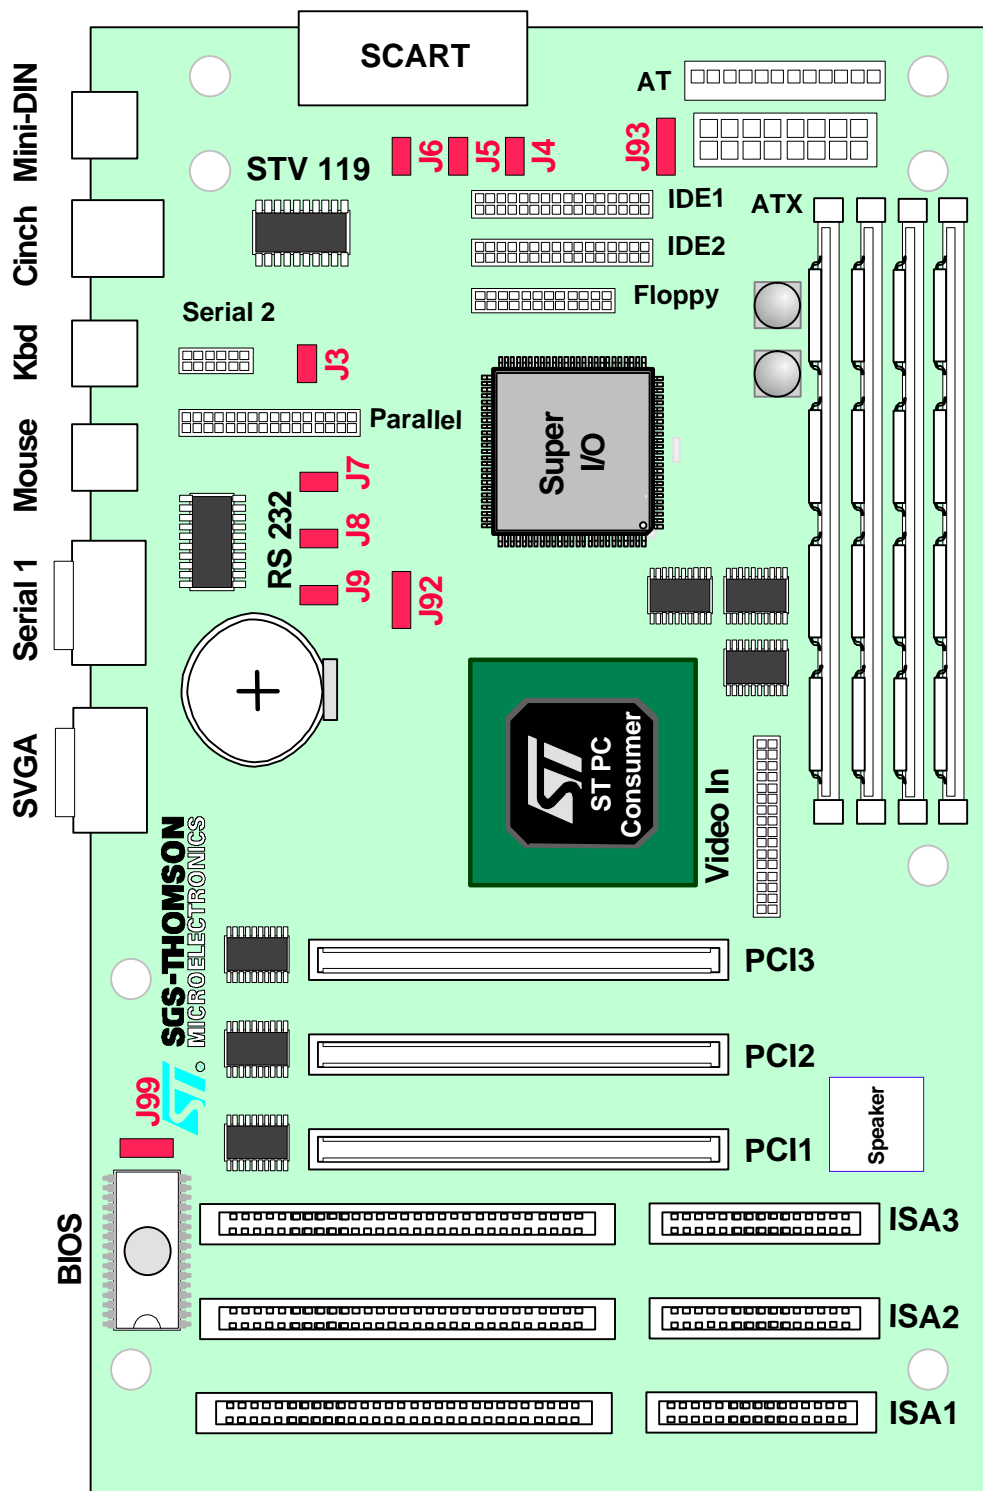 SCART
AT
Mini-DIN
J6
J5
J4
J93
STV 119
IDE1
ATX
Cinch
IDE2
Floppy
Serial 2
Kbd
J3
Parallel
Mouse
J7
Super
I/O
RS 232
J8
J9
J92
Serial 1
SVGA
ST
ST PC
Consumer
Video In
SGS-THOMSON
MICROELECTRONICS
ST
PCI3
PCI2
J99
PCI1
Speaker
BIOS
ISA3
ISA2
ISA1